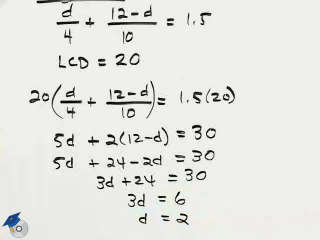 d/4 + (12-d)/10 = 1.5
LCD = 20
20(d/4 + (12-d)/10) = 1.5(20)
5d + 2(12-d) = 30
5d + 24 - 2d = 30
3d + 24 = 30
3d = 6
d = 2